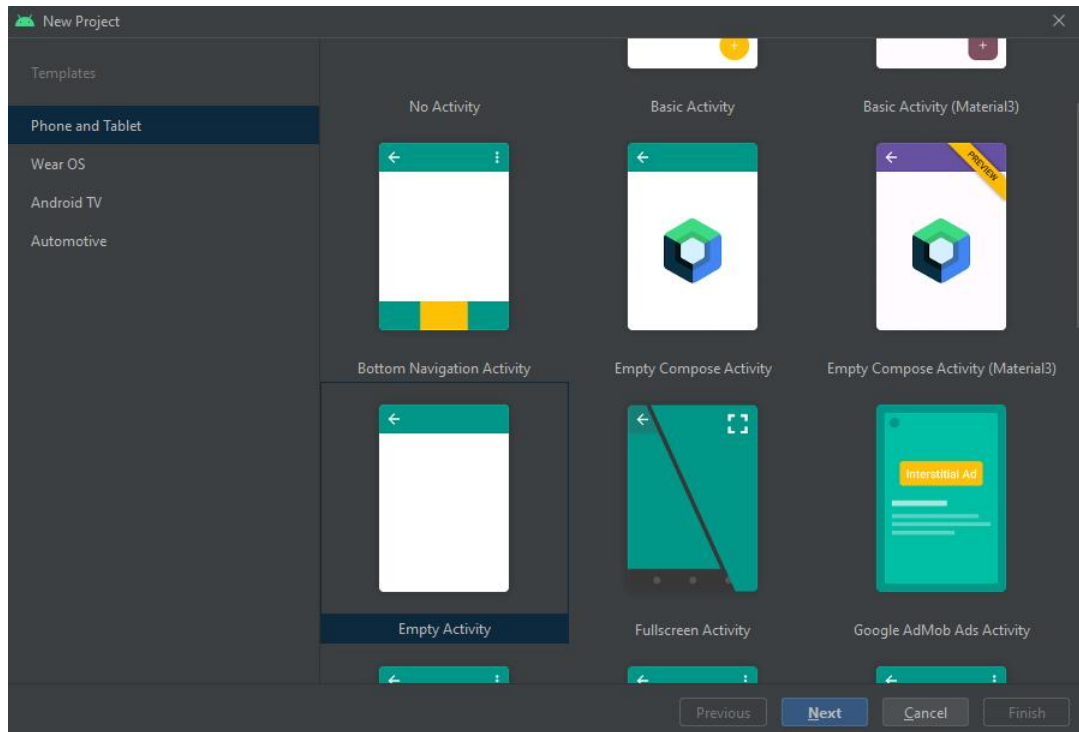 New Project
Templates
Phone and Tablet
Wear OS
Android TV
Automotive
No Activity
Basic Activity
Basic Activity (Material3)
PREVIEW
Bottom Navigation Activity
Empty Compose Activity
Empty Compose Activity (Material3)
Interstitial Ad
Empty Activity
Fullscreen Activity
Google AdMob Ads Activity
Previous
Next
Cancel
Finish